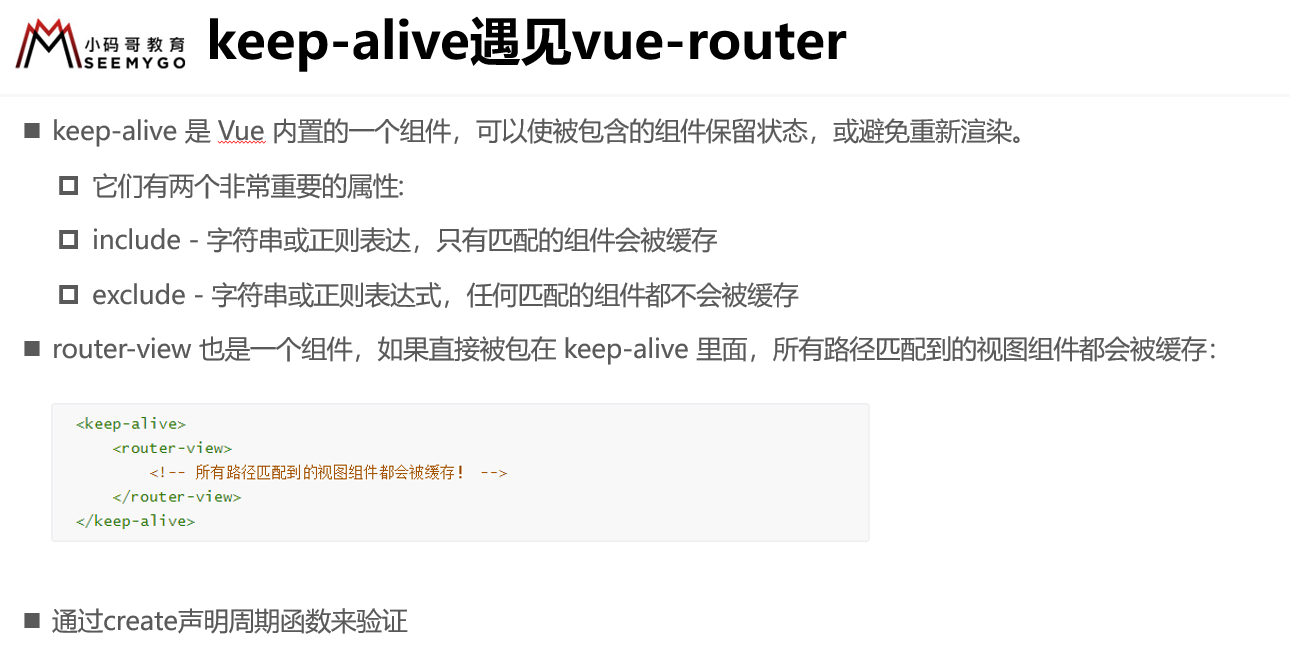 小码哥教育
SEEMYGO
keep-alive遇见vue-router
keep-alive 是 Vue 内置的一个组件，可以使被包含的组件保留状态，或避免重新渲染。
它们有两个非常重要的属性:
include - 字符串或正则表达，只有匹配的组件会被缓存
exclude - 字符串或正则表达式，任何匹配的组件都不会被缓存
router-view 也是一个组件，如果直接被包在 keep-alive 里面，所有路径匹配到的视图组件都会被缓存：
<keep-alive>
<router-view>
<!-- 所有路径匹配到的视图组件都会被缓存！ -->
</router-view>
</keep-alive>
通过create声明周期函数来验证